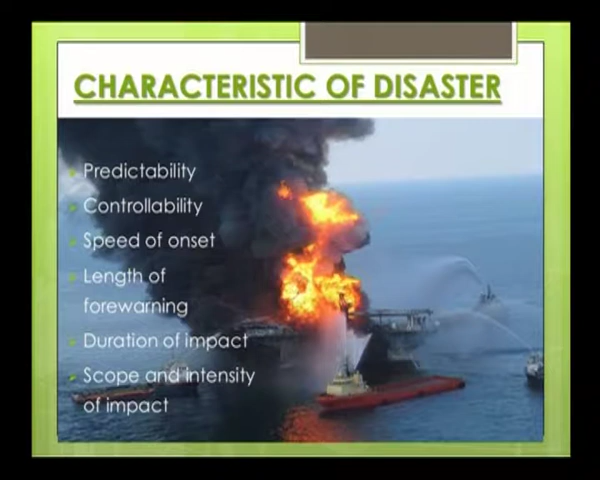 CHARACTERISTIC OF DISASTER
Predictability
Controllability
Speed of onset
Length of
forewarning
Duration of impact
Scope and intensity
of impact